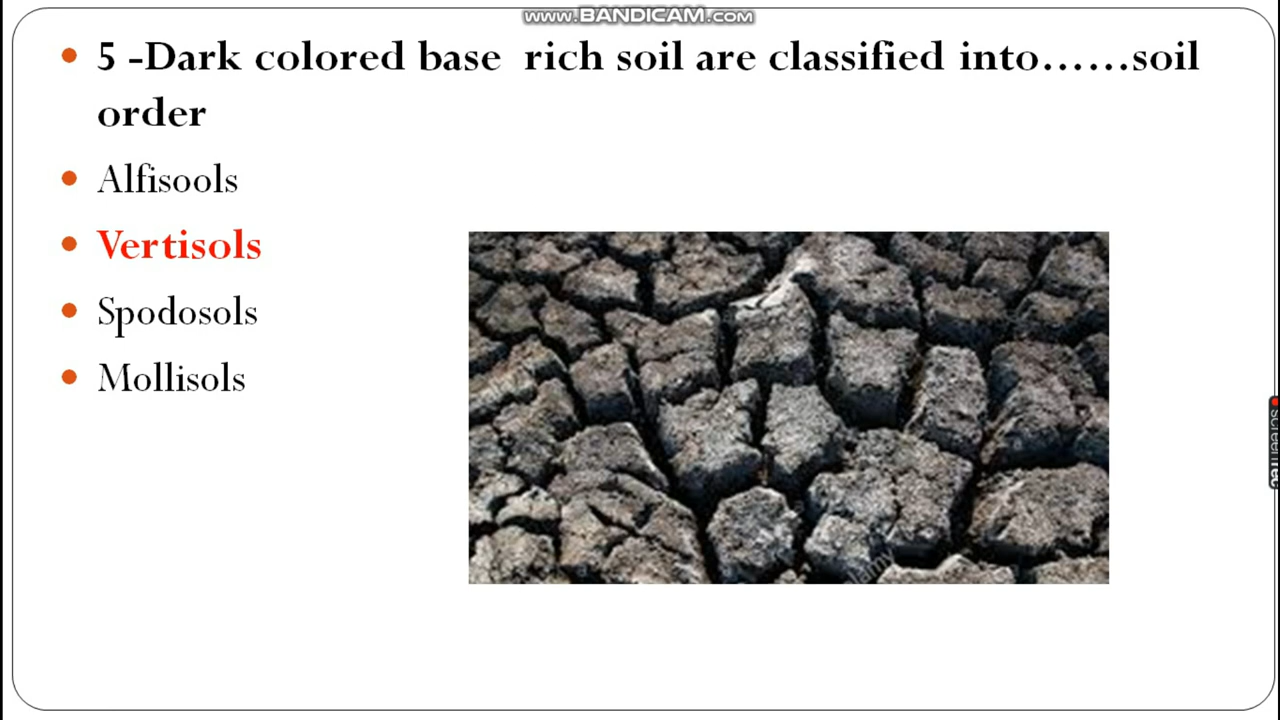 www.BANDICAM.com
5 -Dark colored base rich soil are classified into......soil
order
Alfisools
Vertisols
Spodosols
Mollisols